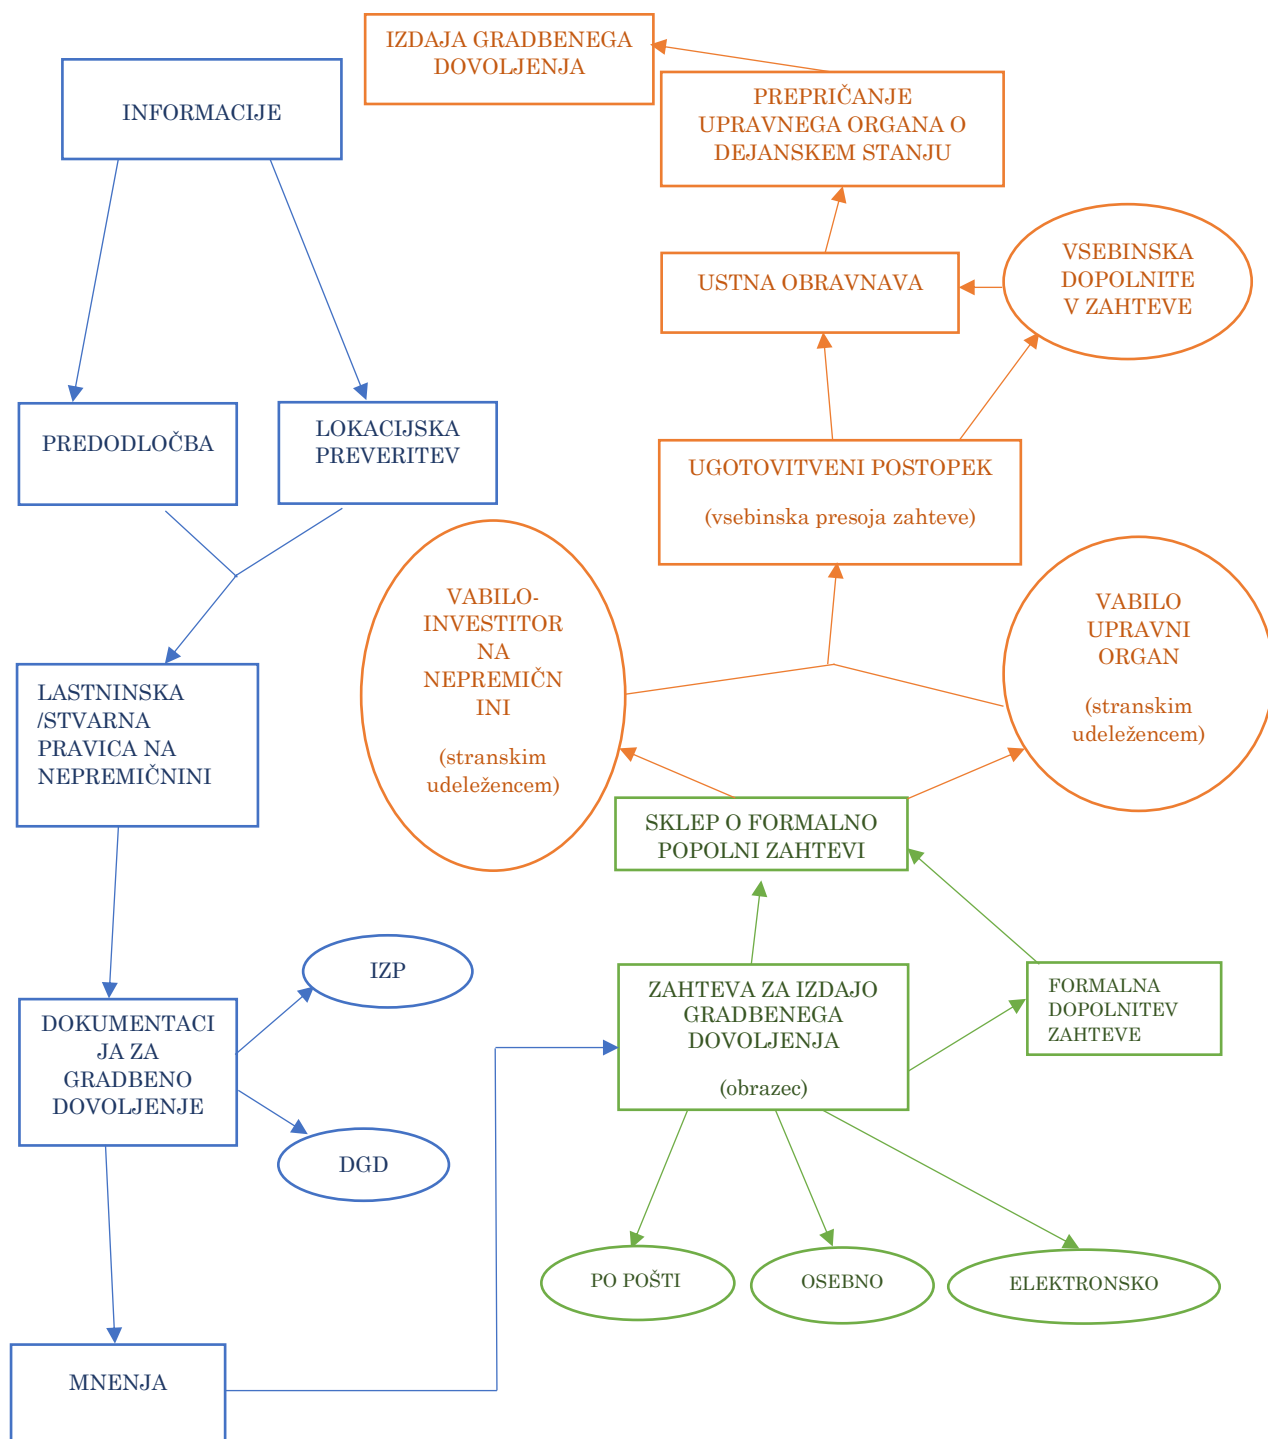 IZDAJA GRADBENEGA
DOVOLJENJA
INFORMACIJE
PREPRIČANJE
UPRAVNEGA ORGANA O
DEJANSKEM STANJU
USTNA OBRAVNAVA
VSEBINSKA
DOPOLNITE
V ZAHTEVE
PREDODLOČBA
LOKACIJSKA
PREVERITEV
UGOTOVITVENI POSTOPEK
(vsebinska presoja zahteve)
VABILO-
INVESTITOR
NA
NEPREMIČN
INI
(stranskim
udeležencem)
VABILO
UPRAVNI
ORGAN
(stranskim
udeležencem)
LASTNINSKA
/STVARNA
PRAVICA NA
NEPREMIČNINI
SKLEP O FORMALNO
POPOLNI ZAHTEVI
IZP
DOKUMENTACI
JA ZA
GRADBENO
DOVOLJENJE
DGD
ZAHTEVA ZA IZDAJO
GRADBENEGA
DOVOLJENJA
(obrazec)
FORMALNA
DOPOLNITEV
ZAHTEVE
PO POŠTI
OSEBNO
ELEKTRONSKO
MNENJA